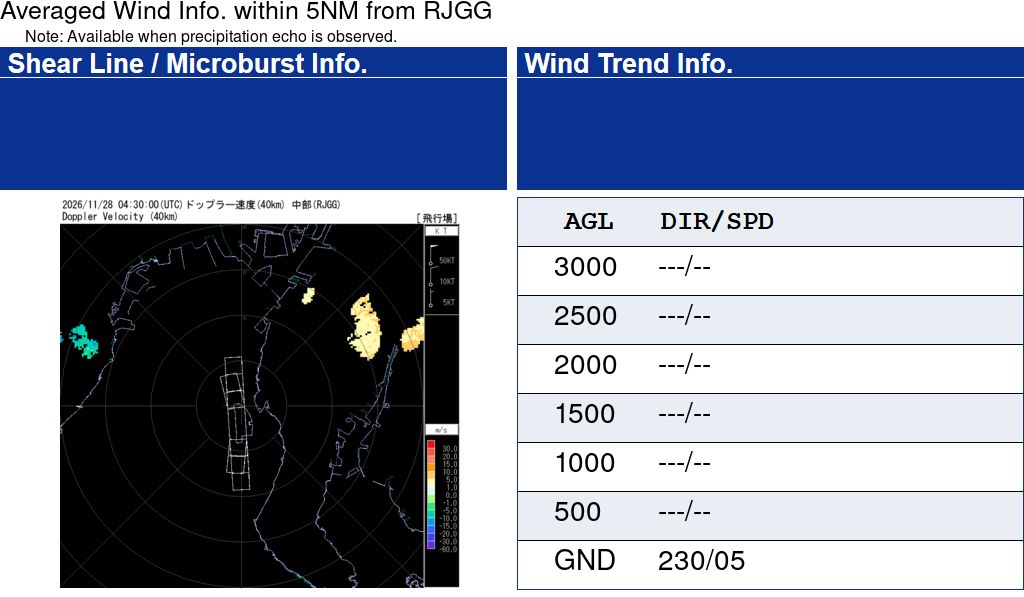 Averaged Wind Info. within 5NM from RJGG
Note: Available when precipitation echo is observed.
Shear Line / Microburst Info.
Wind Trend Info.
2026/11/28 04:30:00(UTC) ドップラー速度(40km) 中部(RJGG)
Doppler Velocity (40km)
[飛行場]
K T
50KT
10KT
5KT
m/s
30.0
20.0
15.0
10.0
5.0
1.0
0.0
-1.0
-5.0
-10.0
-15.0
-20.0
-30.0
-60.0
AGL DIR/SPD
3000 ---/--
2500 ---/--
2000 ---/--
1500 ---/--
1000 ---/--
500 ---/--
GND 230/05